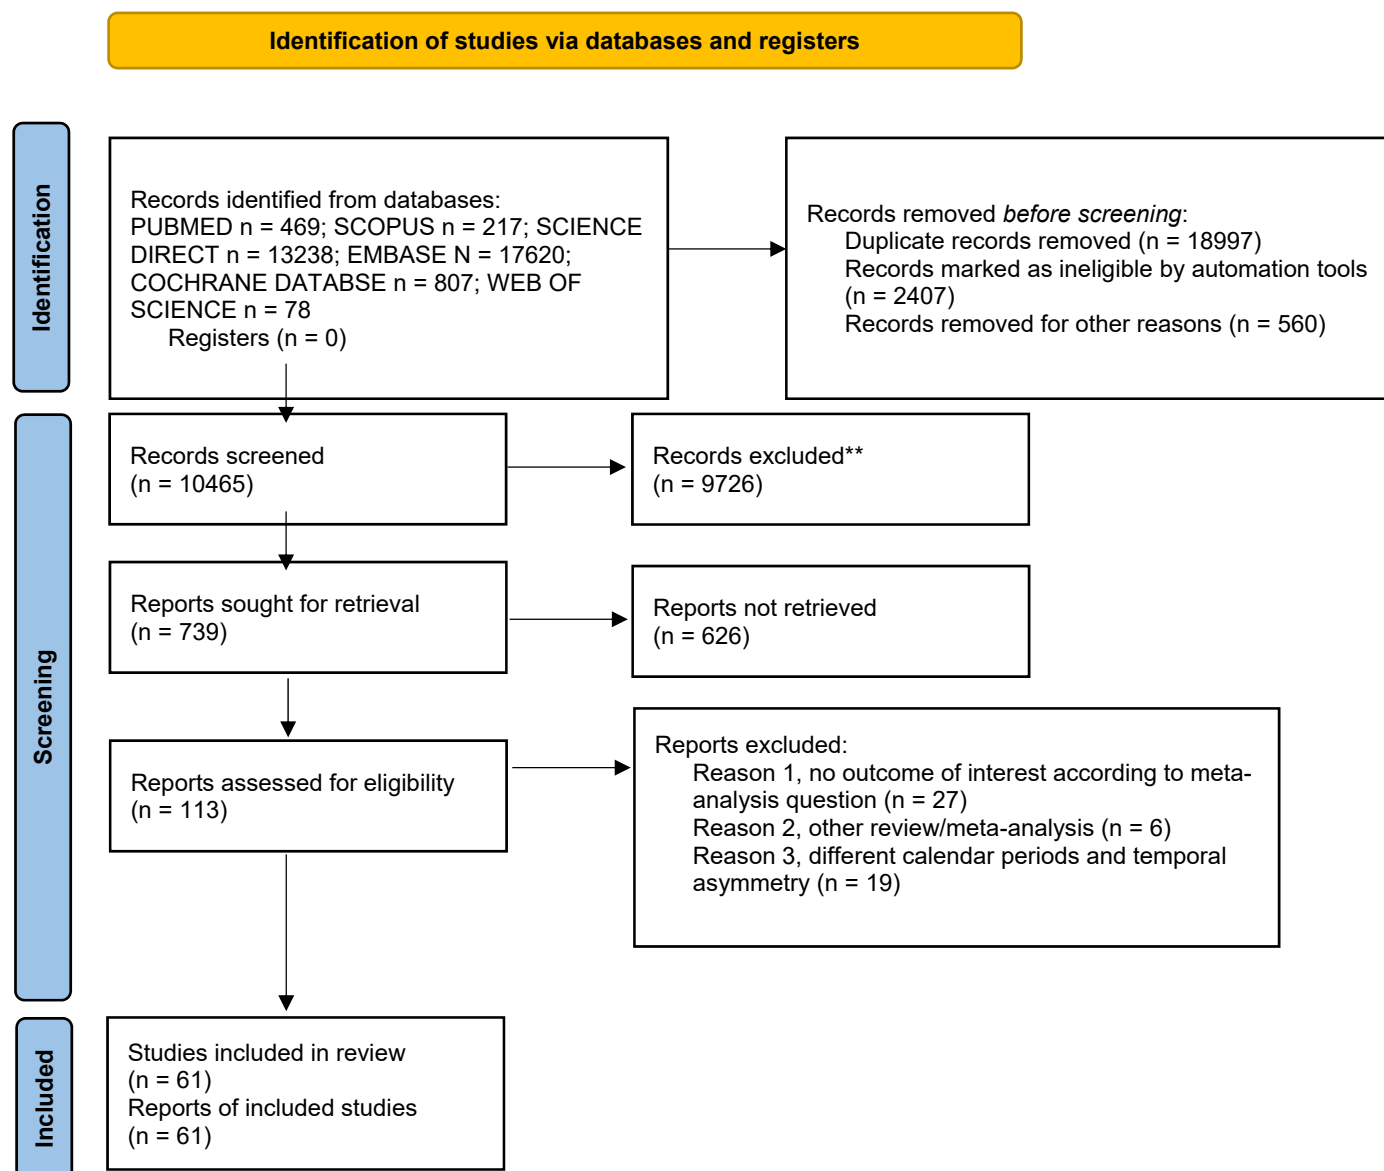 Identification of studies via databases and registers
Identification
Records identified from databases:
PUBMED n = 469; SCOPUS n = 217; SCIENCE
DIRECT n = 13238; EMBASE N = 17620;
COCHRANE DATABSE n = 807; WEB OF
SCIENCE n = 78
Registers (n = 0)
Records removed before screening:
Duplicate records removed (n = 18997)
Records marked as ineligible by automation tools
(n = 2407)
Records removed for other reasons (n = 560)
Screening
Records screened
(n = 10465)
Records excluded**
(n = 9726)
Reports sought for retrieval
(n = 739)
Reports not retrieved
(n = 626)
Reports assessed for eligibility
(n = 113)
Reports excluded:
Reason 1, no outcome of interest according to meta-
analysis question (n = 27)
Reason 2, other review/meta-analysis (n = 6)
Reason 3, different calendar periods and temporal
asymmetry (n = 19)
Included
Studies included in review
(n = 61)
Reports of included studies
(n = 61)